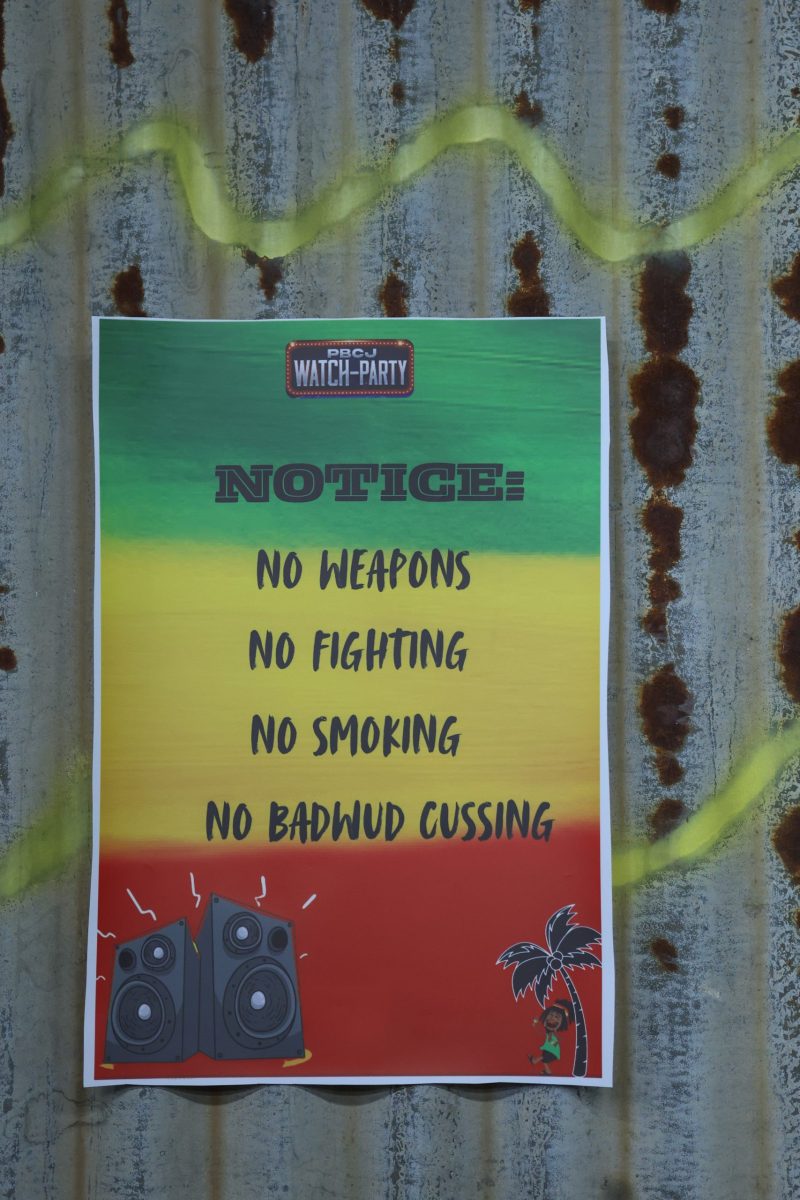 PBCJ
WATCH-PARTY
NOTICE:
NO WEAPONS
NO FIGHTING
NO SMOKING
NO BADWUD CUSSING